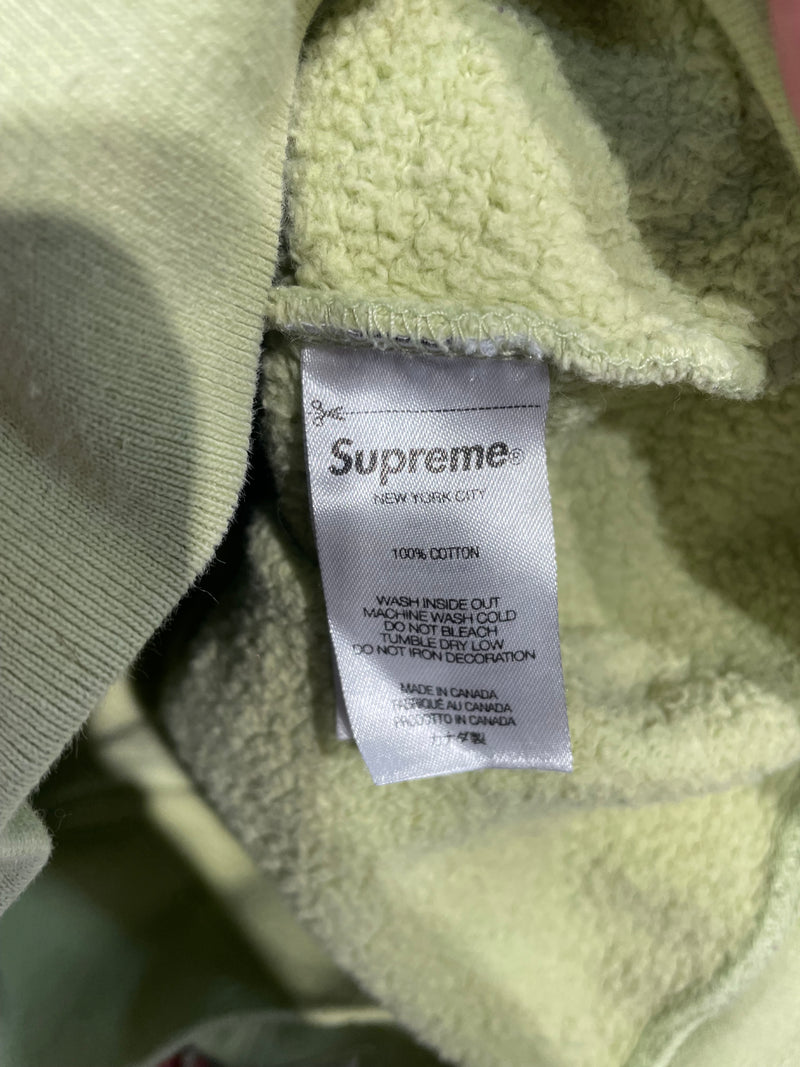 Supreme®
NEW YORK CITY
100% COTTON
WASH INSIDE OUT
MACHINE WASH COLD
DO NOT BLEACH
TUMBLE DRY LOW
DO NOT IRON DECORATION
MADE IN CANADA
FABRIQUÉ AU CANADA
PRODOTTO IN CANADA
カナダ製